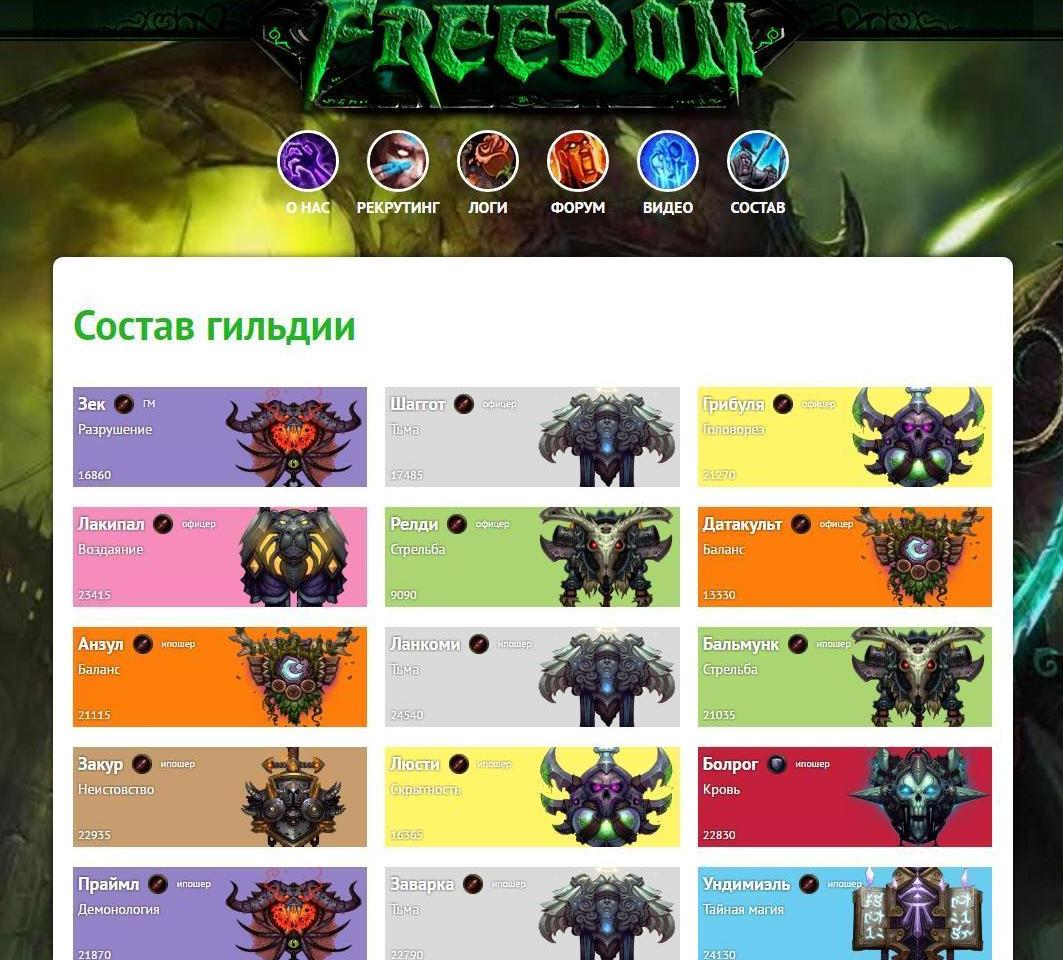 FREEDOM
О НАС
РЕКРУТИНГ
ЛОГИ
ФОРУМ
ВИДЕО
СОСТАВ
Состав гильдии
Зек ГМ
Разрушение
16860
Шаггот офицер
Тьма
17485
Грибуля офицер
Головорез
21270
Лакипал офицер
Воздаяние
23415
Релди офицер
Стрельба
9090
Датакульт офицер
Баланс
13330
Анзул ипошер
Баланс
21115
Ланкоми ипошер
Тьма
24540
Бальмунк ипошер
Стрельба
21035
Закур ипошер
Неистовство
22935
Люсти ипошер
Скрытность
16365
Болрог ипошер
Кровь
22830
Праймл ипошер
Демонология
21870
Заварка ипошер
Тьма
22790
Ундимиэль ипошер
Тайная магия
24130